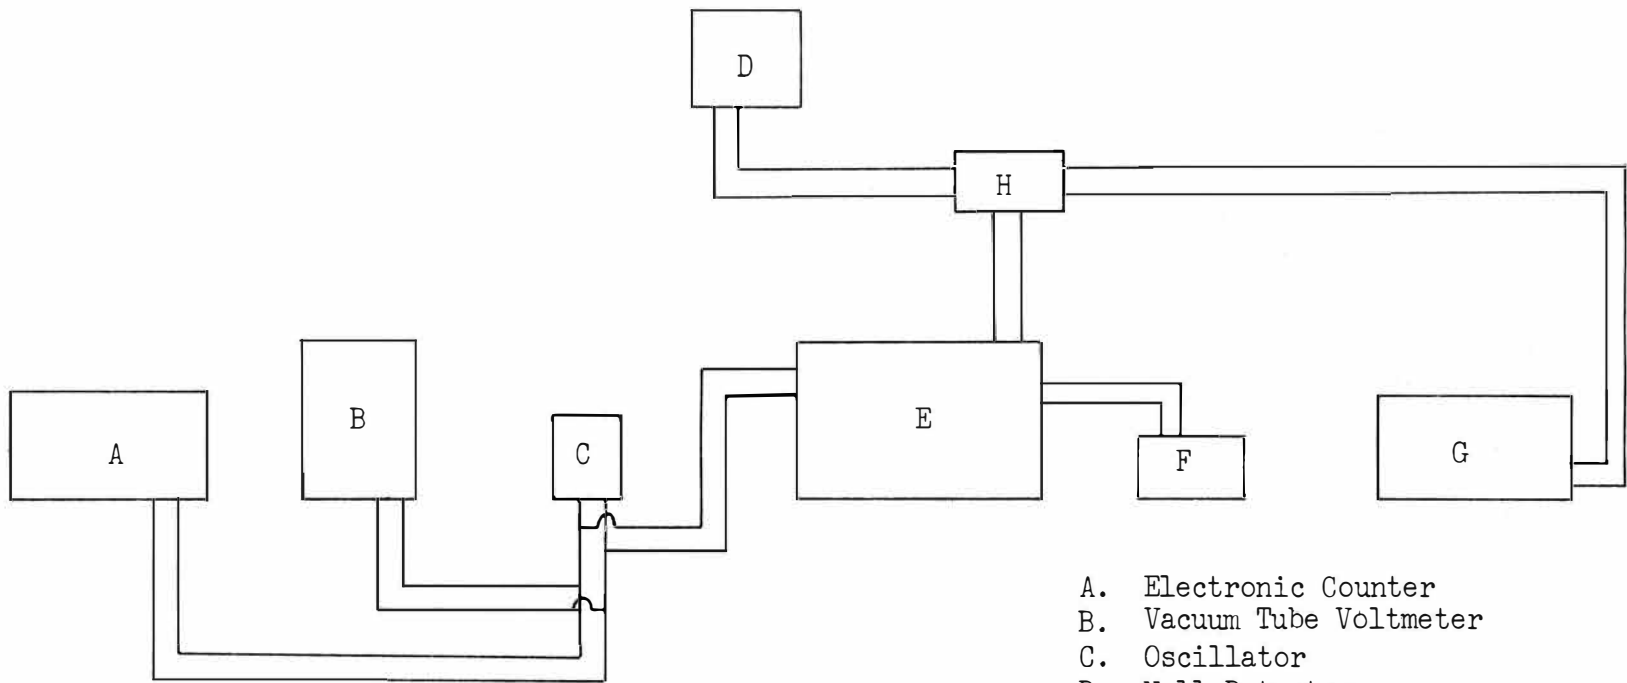 D
H
A
B
C
E
F
G
A. Electronic Counter
B. Vacuum Tube Voltmeter
C. Oscillator